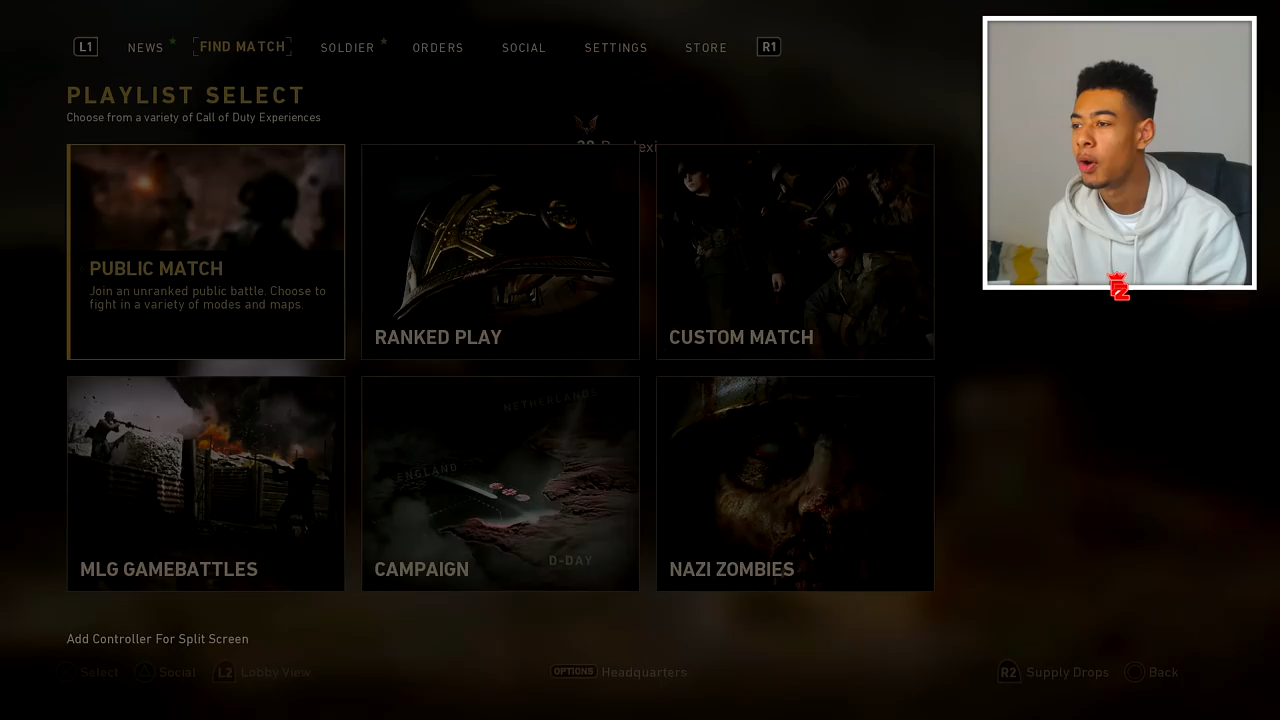 L1
NEWS
FIND MATCH
SOLDIER
ORDERS
SOCIAL
SETTINGS
STORE
R1
PLAYLIST SELECT
Choose from a variety of Call of Duty Experiences
PUBLIC MATCH
Join an unranked public battle. Choose to
fight in a variety of modes and maps
RANKED PLAY
CUSTOM MATCH
MLG GAMEBATTLES
NETHERLANDS
ENGLAND
D-DAY
CAMPAIGN
NAZI ZOMBIES
Add Controller For Split Screen
Select
Social
L2 Lobby View
OPTIONS Headquarters
R2 Supply Drops
Back